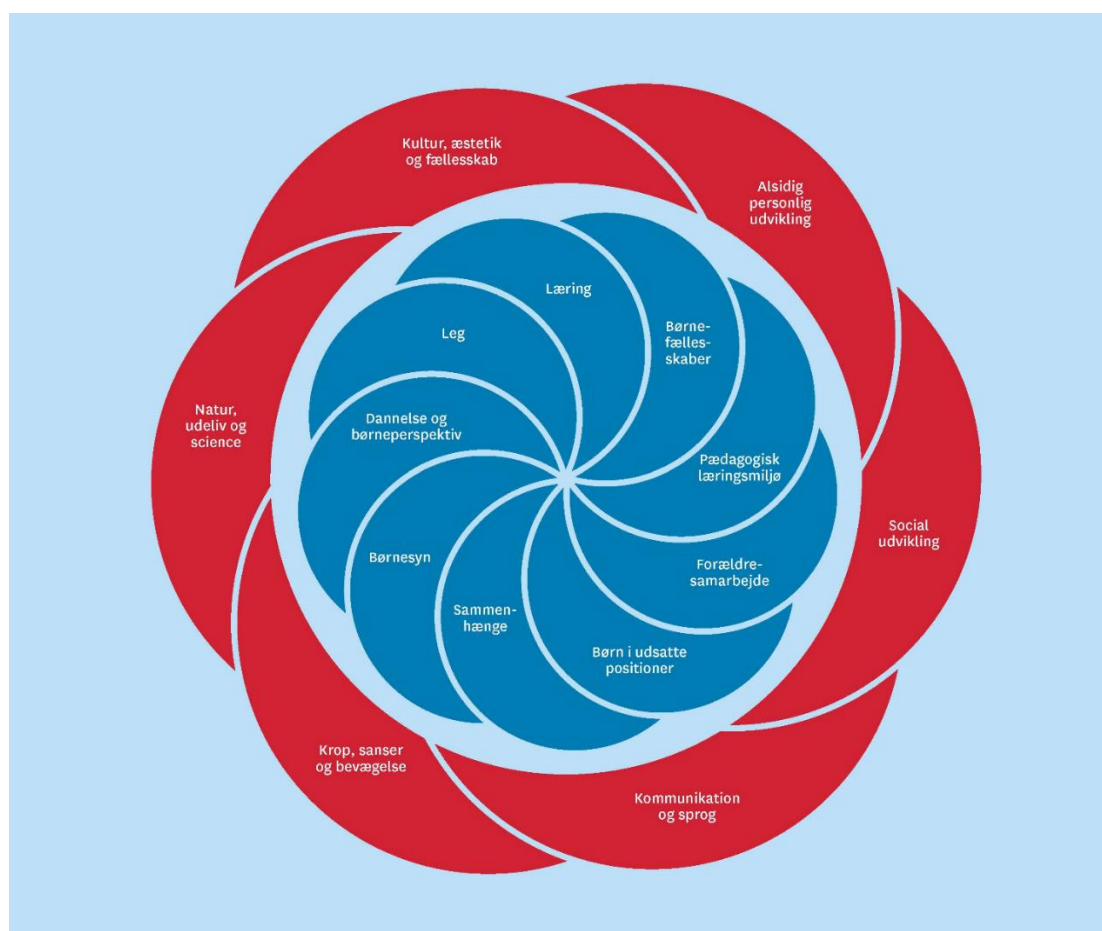 Kultur, æstetik
og fællesskab
Alsidig
personlig
udvikling
Læring
Børne-
fælles-
skaber
Leg
Natur,
udeliv og
science
Dannelse og
børneperspektiv
Pædagogisk
læringsmiljø
Social
udvikling
Børnesyn
Forældre-
samarbejde
Sammen-
hænge
Børn i udsatte
positioner
Krop, sanser
og bevægelse
Kommunikation
og sprog